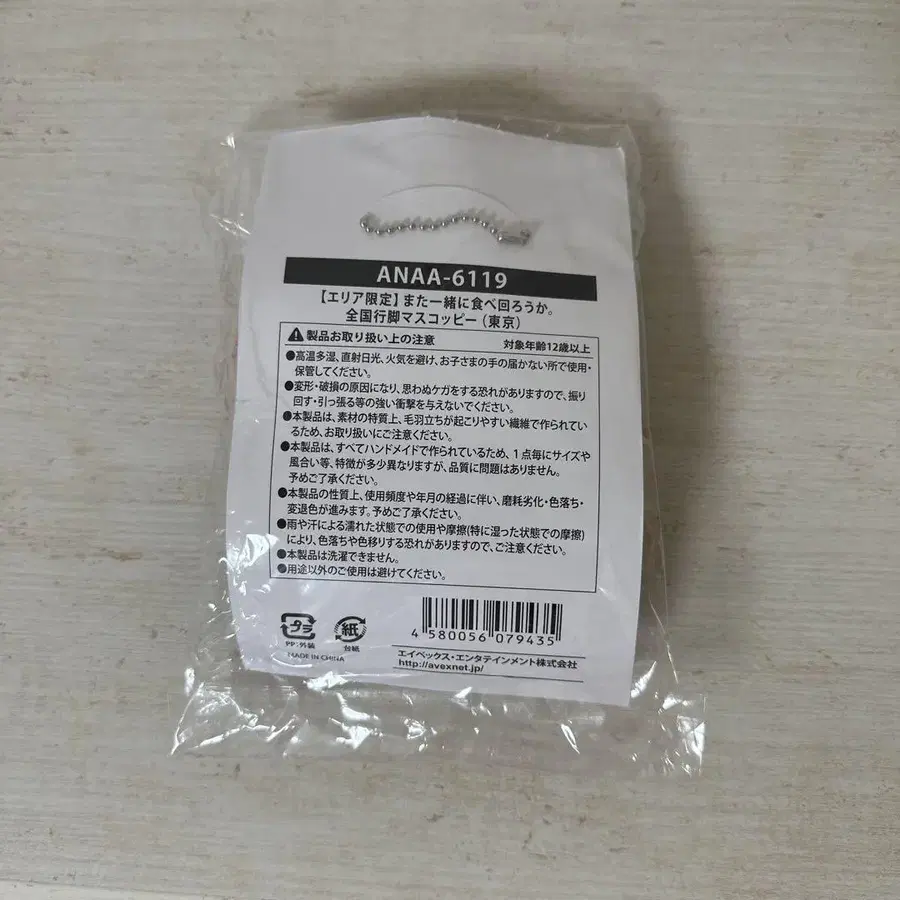 ANAA-6119
【エリア限定】また一緒に食べ回ろうか。
全国行脚マスコッピー(東京)
製品お取り扱い上の注意 対象年齢12歳以上
●高温多湿、直射日光、火気を避け、お子さまの手の届かない所で使用・
保管してください。
●変形・破損の原因になり、思わぬケガをする恐れがありますので、振り
回す・引っ張る等の強い衝撃を与えないでください。
●本製品は、素材の特質上、毛羽立ちが起こりやすい繊維で作られてい
るため、お取り扱いにご注意ください。
●本製品は、すべてハンドメイドで作られているため、1点毎にサイズや
風合い等、特徴が多少異なりますが、品質に問題はありません。
予めご了承ください。
●本製品の性質上、使用頻度や年月の経過に伴い、磨耗劣化・色落ち・
変退色が進みます。予めご了承ください。
●雨や汗による濡れた状態での使用や摩擦(特に湿った状態での摩擦)
により、色落ちや色移りする恐れがありますので、ご注意ください。
●本製品は洗濯できません。
●用途以外のご使用は避けてください。
プラ
PP:外装
紙
台紙
MADE IN CHINA
4 580056 079435
エイベックス・エンタテインメント株式会社
http://avexnet.jp/